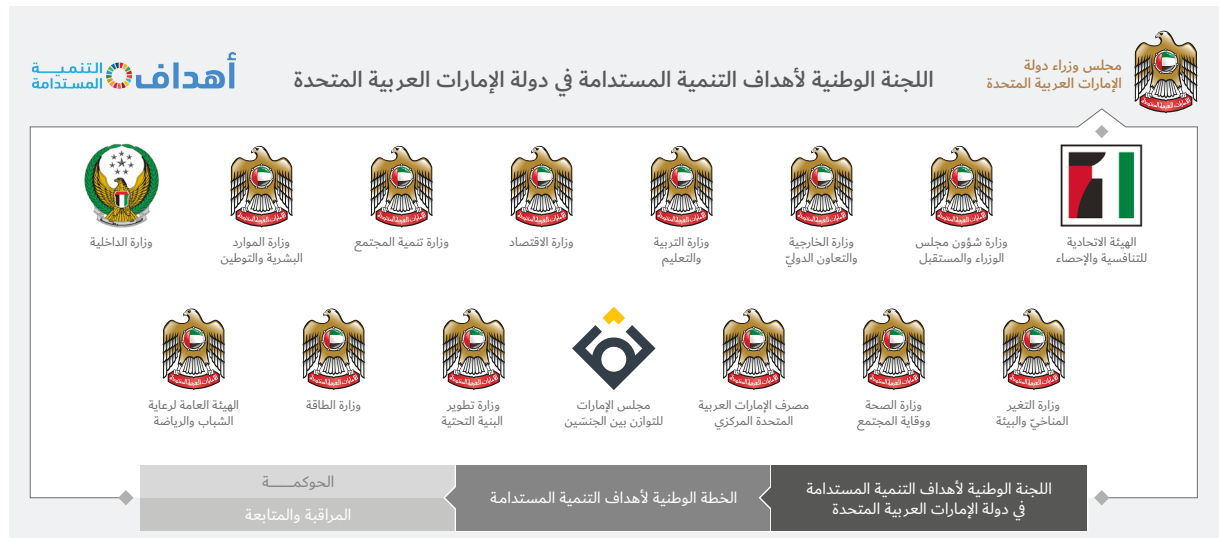 مجلس وزراء دولة
الإمارات العربية المتحدة
اللجنة الوطنية لأهداف التنمية المستدامة في دولة الإمارات العربية المتحدة
أهداف
التنميـــة
المستدامة
الهيئة الاتحادية
للتنافسية والإحصاء
وزارة شؤون مجلس
الوزراء والمستقبل
وزارة الخارجية
والتعاون الدوليّ
وزارة التربية
والتعليم
وزارة الاقتصاد
وزارة تنمية المجتمع
وزارة الموارد
البشرية والتوطين
وزارة الداخلية
وزارة التغير
المناخيّ والبيئة
وزارة الصحة
ووقاية المجتمع
مصرف الإمارات العربية
المتحدة المركزي
مجلس الإمارات
للتوازن بين الجنسَين
وزارة تطوير
البنية التحتية
وزارة الطاقة
الهيئة العامة لرعاية
الشباب والرياضة
اللجنة الوطنية لأهداف التنمية المستدامة
في دولة الإمارات العربية المتحدة
الخطة الوطنية لأهداف التنمية المستدامة
الحوكمـــــة
المراقبة والمتابعة